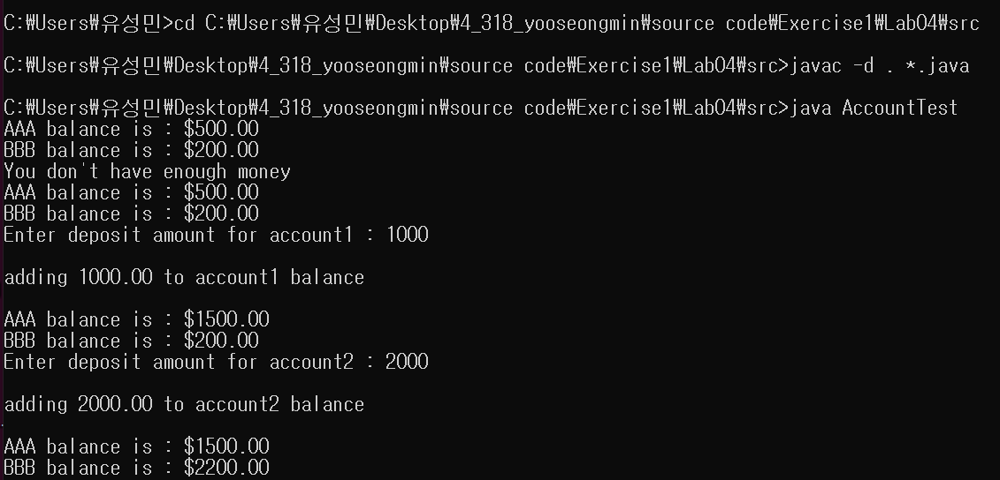 C:₩Users₩유성민>cd C:₩Users₩유성민₩Desktop₩4_318_yooseongmin₩source code₩Exercise1₩Lab04₩src
C:₩Users₩유성민₩Desktop₩4_318_yooseongmin₩source code₩Exercise1₩Lab04₩src>javac -d . *.java
C:₩Users₩유성민₩Desktop₩4_318_yooseongmin₩source code₩Exercise1₩Lab04₩src>java AccountTest
AAA balance is : $500.00
BBB balance is : $200.00
You don't have enough money
AAA balance is : $500.00
BBB balance is : $200.00
Enter deposit amount for account1 : 1000
adding 1000.00 to account1 balance
AAA balance is : $1500.00
BBB balance is : $200.00
Enter deposit amount for account2 : 2000
adding 2000.00 to account2 balance
AAA balance is : $1500.00
BBB balance is : $2200.00